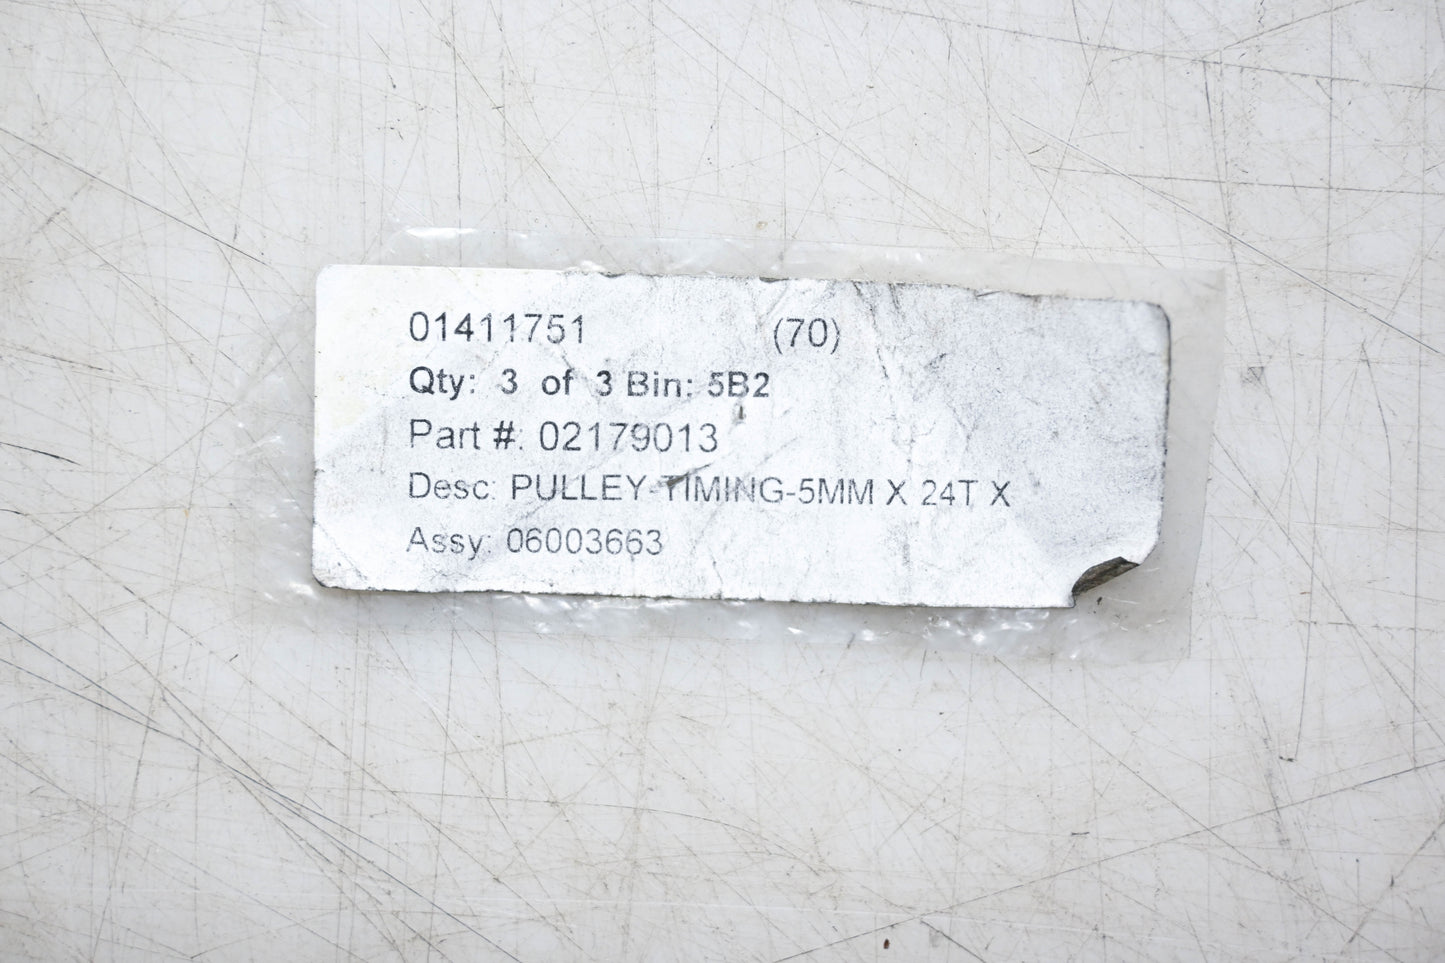 01411751 (70)
Qty: 3 of 3 Bin: 5B2
Part #: 02179013
Desc: PULLEY-TIMING-5MM X 24T X
Assy: 06003663